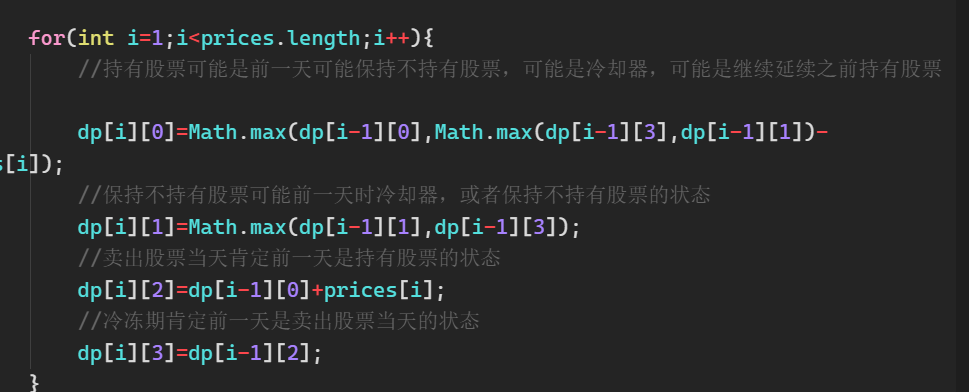 for(int i=1;i<prices.length;i++){
//持有股票可能是前一天可能保持不持有股票，可能是冷却器，可能是继续延续之前持有股票
dp[i][0]=Math.max(dp[i-1][0],Math.max(dp[i-1][3],dp[i-1][1])-
s[i]);
//保持不持有股票可能前一天时冷却器，或者保持不持有股票的状态
dp[i][1]=Math.max(dp[i-1][1],dp[i-1][3]);
//卖出股票当天肯定前一天是持有股票的状态
dp[i][2]=dp[i-1][0]+prices[i];
//冷冻期肯定前一天是卖出股票当天的状态
dp[i][3]=dp[i-1][2];
}